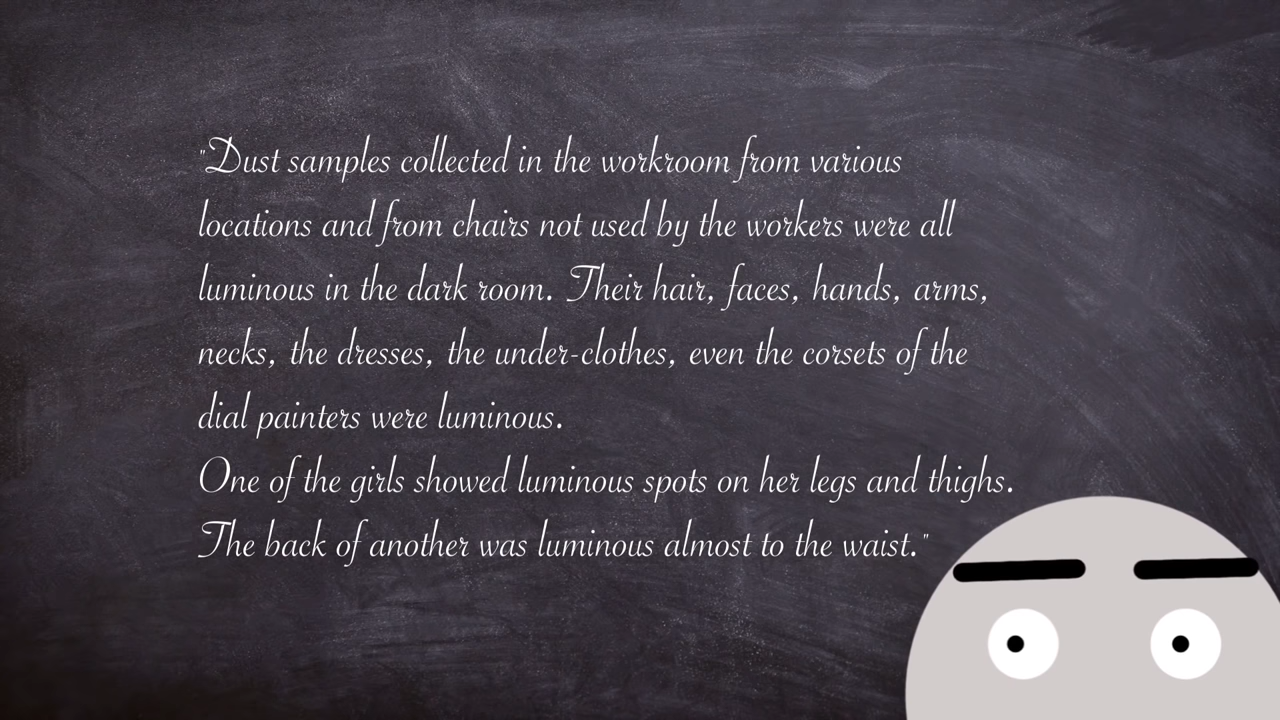 "Dust samples collected in the workroom from various
locations and from chairs not used by the workers were all
luminous in the dark room. Their hair, faces, hands, arms,
necks, the dresses, the under-clothes, even the corsets of the
dial painters were luminous.
One of the girls showed luminous spots on her legs and thighs.
The back of another was luminous almost to the waist."